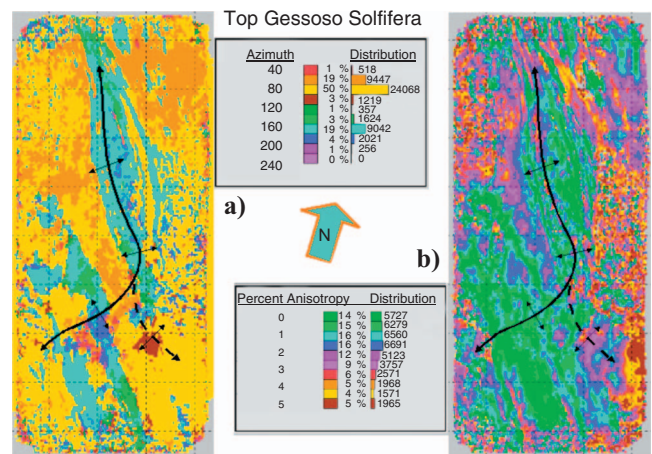 Top Gessoso Solfifera
Azimuth Distribution
40 1 % 518
19 % 9447
80 50 % 24068
3 % 1219
120 1 % 357
3 % 1624
160 19 % 9042
4 % 2021
200 1 % 256
240 0 % 0
a)
N
b)
Percent Anisotropy Distribution
0 14 % 5727
15 % 6279
1 16 % 6560
16 % 6691
2 12 % 5123
9 % 3757
3 6 % 2571
4 5 % 1968
4 % 1571
5 5 % 1965